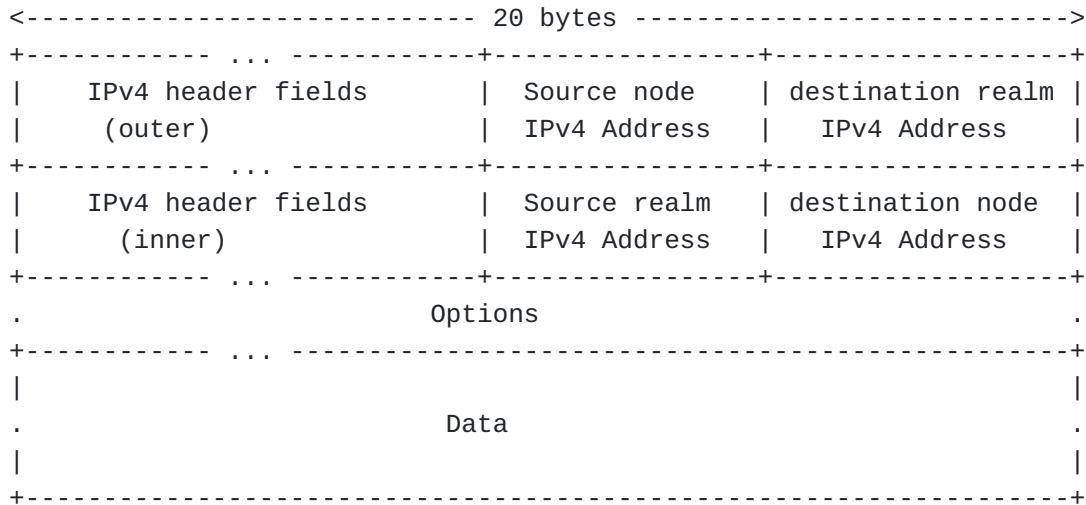 <---------------------------- 20 bytes ---------------------------->
+------------ ... ------------+-----------------+-------------------+
|    IPv4 header fields       |  Source node    | destination realm |
|     (outer)                 |  IPv4 Address   |   IPv4 Address    |
+------------ ... ------------+-----------------+-------------------+
|    IPv4 header fields       |  Source realm   | destination node  |
|      (inner)                |  IPv4 Address   |   IPv4 Address    |
+------------ ... ------------+-----------------+-------------------+
.                          Options                                  .
+------------ ... --------------------------------------------------+
|                                                                   |
.                           Data                                    .
|                                                                   |
+-------------------------------------------------------------------+